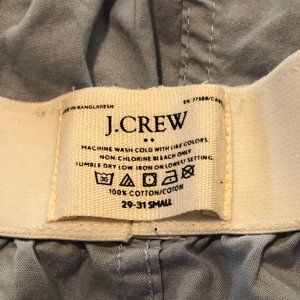 MADE IN BANGLADESH
J.CREW
MACHINE WASH COLD WITH LIKE COLORS.
NON-CHLORINE BLEACH ONLY
TUMBLE DRY LOW. IRON ON LOWEST SETTING.
30
100% COTTON/COTON
29-31 SMALL